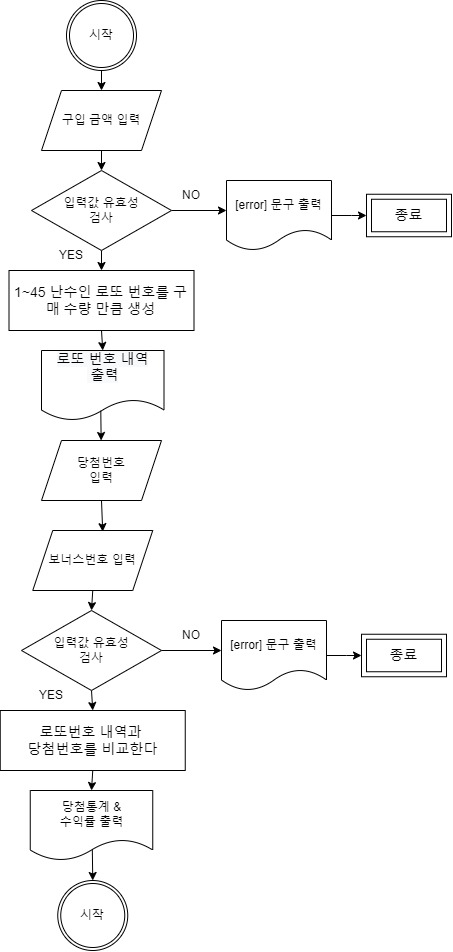 시작
구입 금액 입력
입력값 유효성
검사
NO
[error] 문구 출력
종료
YES
1~45 난수인 로또 번호를 구
매 수량 만큼 생성
로또 번호 내역
출력
당첨번호
입력
보너스번호 입력
입력값 유효성
검사
NO
[error] 문구 출력
종료
YES
로또번호 내역과
당첨번호를 비교한다
당첨통계 &
수익률 출력
시작